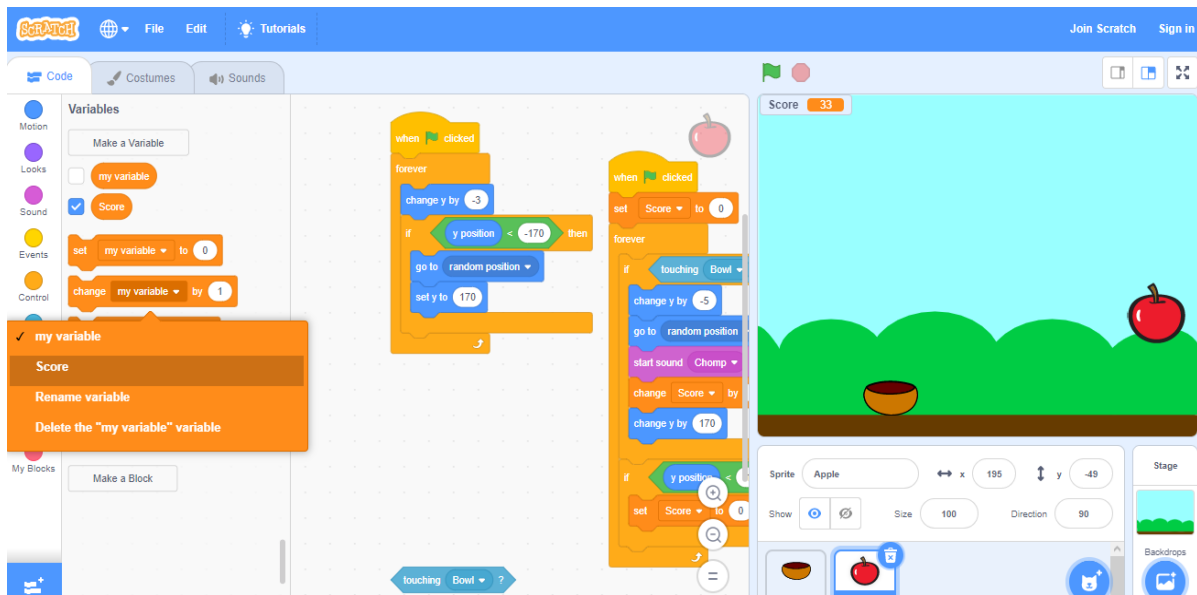 SCRATCH File Edit Tutorials Join Scratch Sign in
Code Costumes Sounds
Motion
Looks
Sound
Events
Control
My Blocks
Variables
Make a Variable
my variable
Score
set my variable to 0
change my variable by 1
✓ my variable
Score
Rename variable
Delete the "my variable" variable
Make a Block
when clicked
forever
change y by -3
if y position < -170 then
go to random position
set y to 170
touching Bowl ?
when clicked
set Score to 0
forever
if touching Bowl
change y by -5
go to random position
start sound Chomp
change Score by
change y by 170
if y position <
set Score to 0
Score 33
Sprite Apple x 195 y -49
Show Size 100 Direction 90
Stage
Backdrops